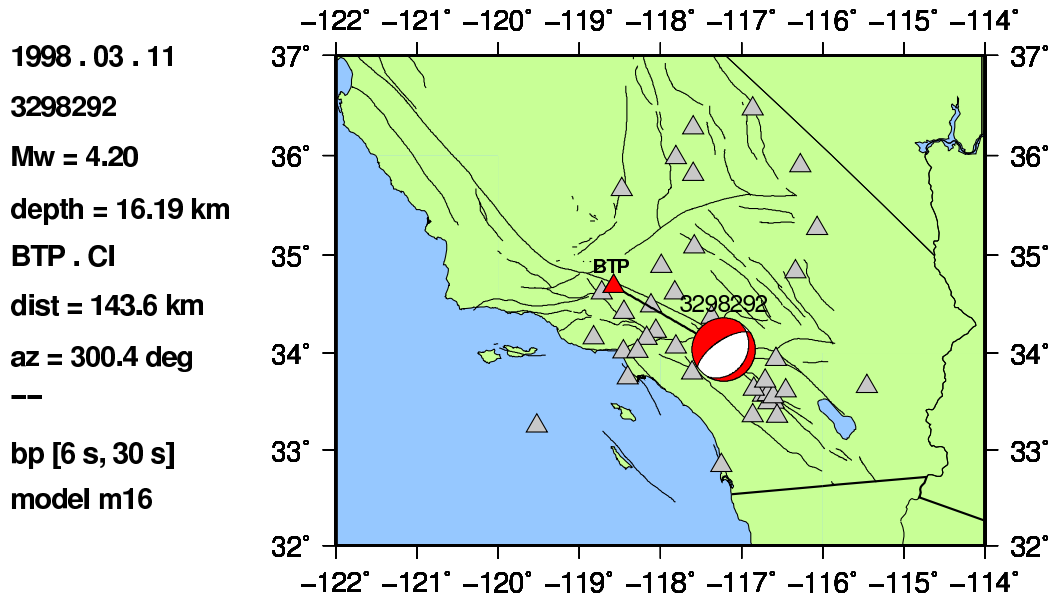 1998 . 03 . 11
3298292
Mw = 4.20
depth = 16.19 km
BTP . CI
dist = 143.6 km
az = 300.4 deg
−−
bp [6 s, 30 s]
model m16
−122° −121° −120° −119° −118° −117° −116° −115° −114°
37° 37°
36° 36°
35° 35°
BTP
3298292
34° 34°
33° 33°
32° 32°
−122° −121° −120° −119° −118° −117° −116° −115° −114°